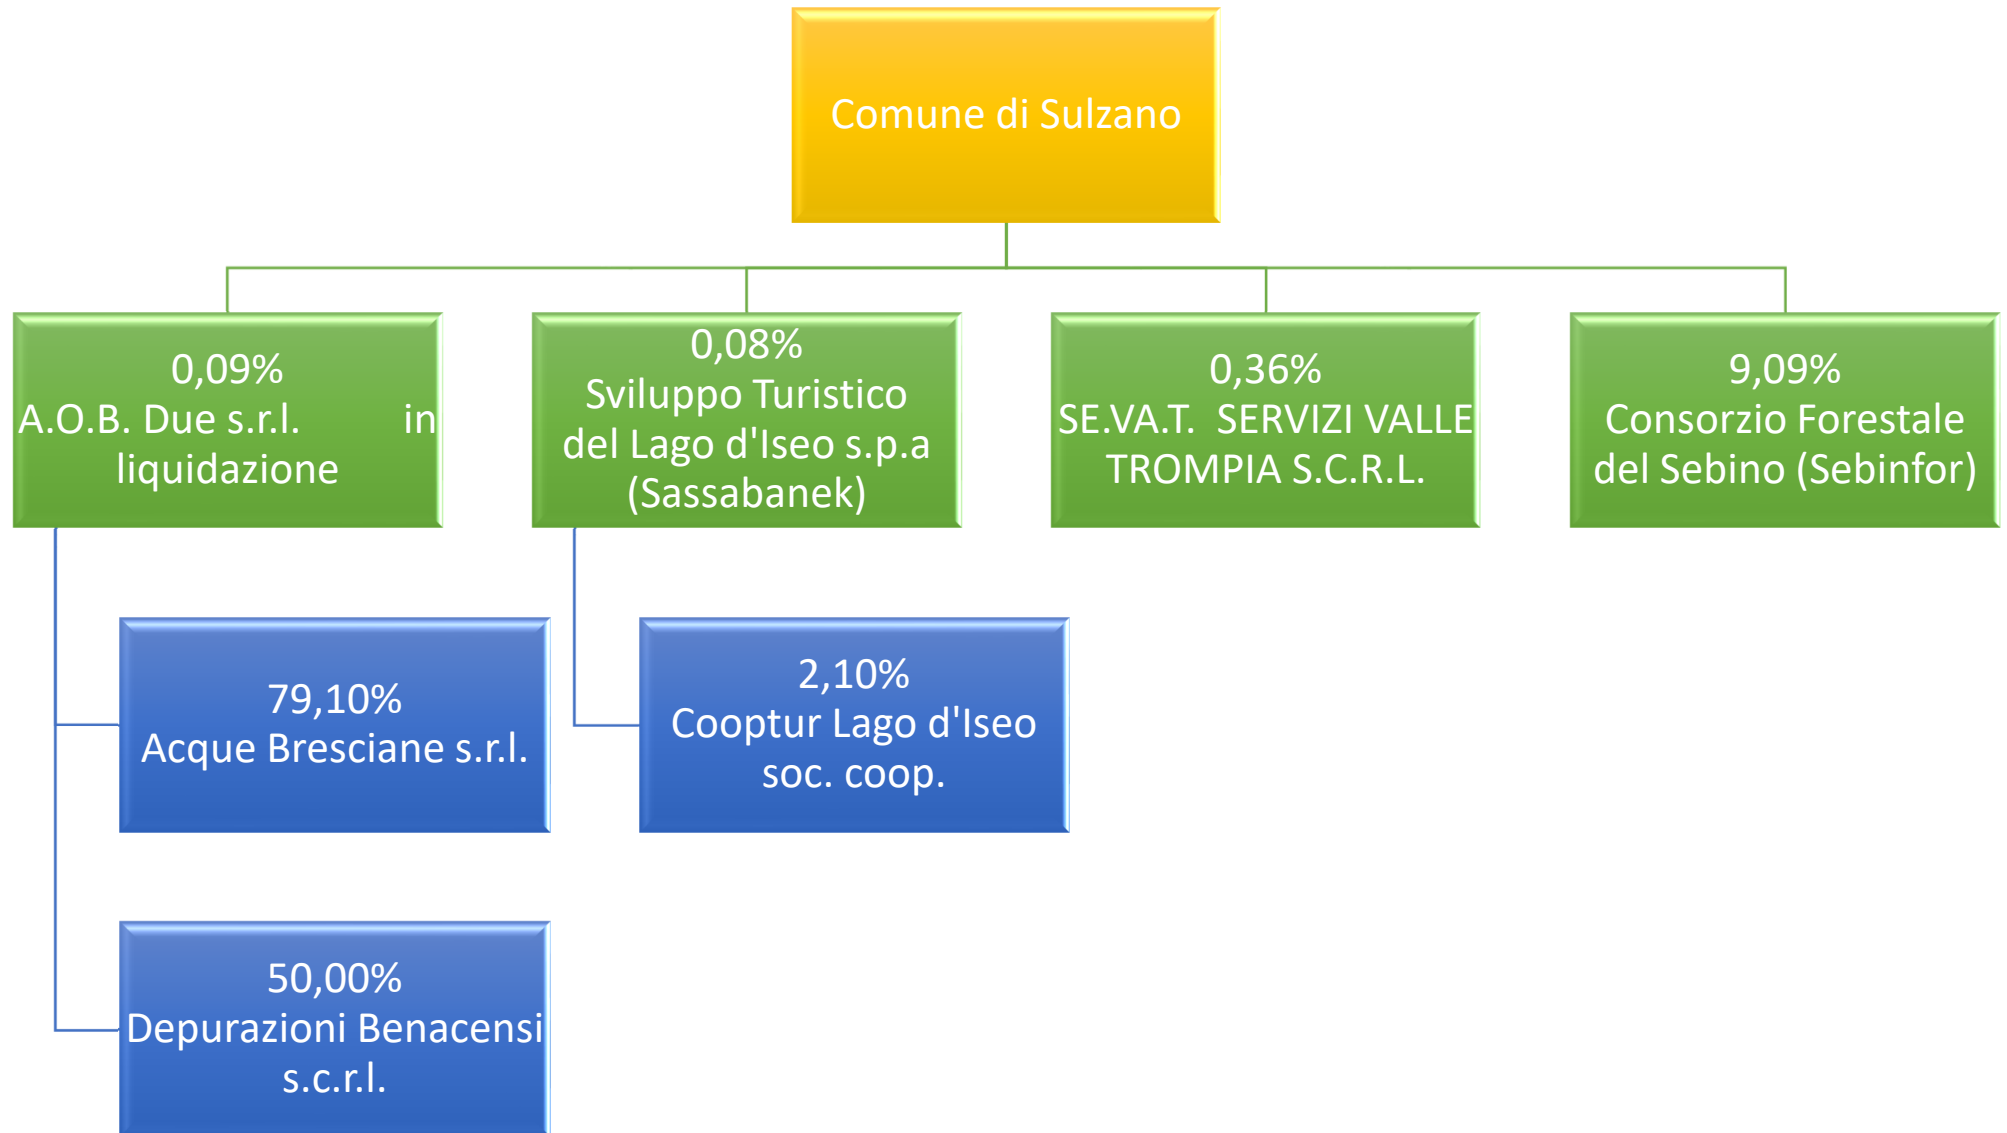 Comune di Sulzano
0,09%
A.O.B. Due s.r.l. in
liquidazione
0,08%
Sviluppo Turistico
del Lago d'Iseo s.p.a
(Sassabanek)
0,36%
SE.VA.T. SERVIZI VALLE
TROMPIA S.C.R.L.
9,09%
Consorzio Forestale
del Sebino (Sebinfor)
79,10%
Acque Bresciane s.r.l.
2,10%
Cooptur Lago d'Iseo
soc. coop.
50,00%
Depurazioni Benacensi
s.c.r.l.